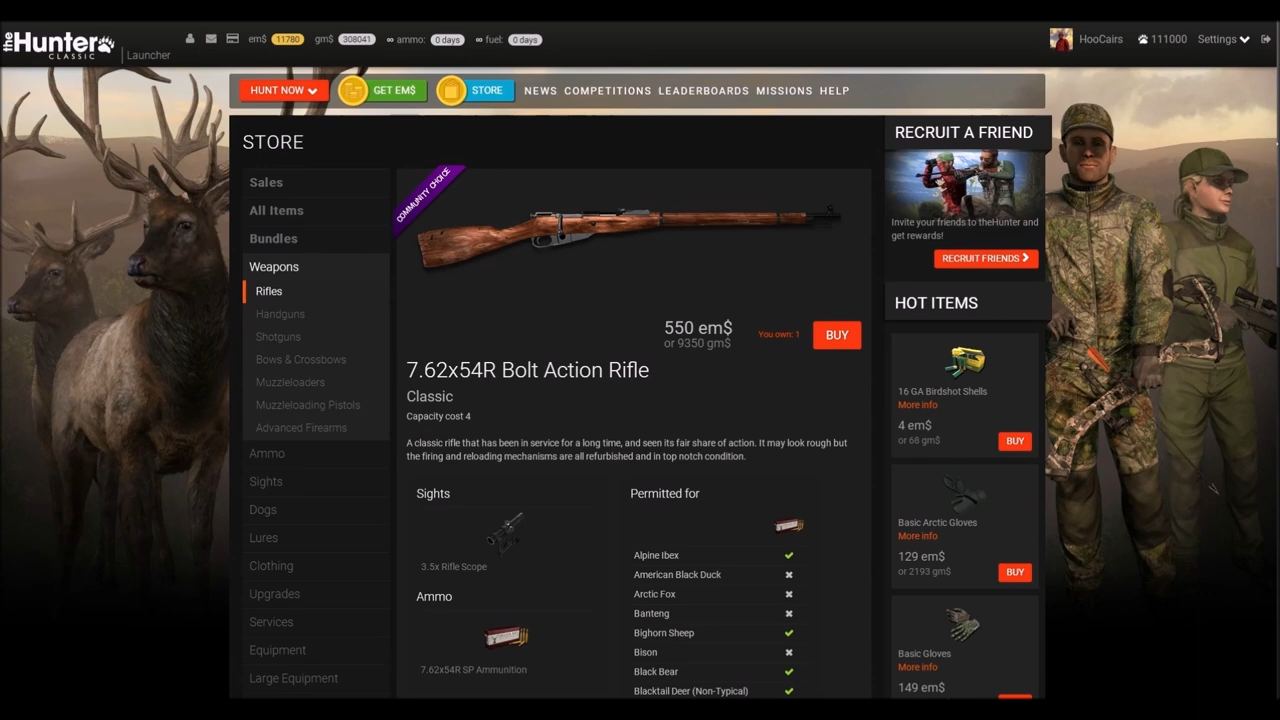 theHunter
CLASSIC
Launcher
em$ 11780 gm$ 308041 ∞ ammo: 0 days ∞ fuel: 0 days
HooCairs 111000 Settings
HUNT NOW GET EM$ STORE NEWS COMPETITIONS LEADERBOARDS MISSIONS HELP
STORE
Sales
All Items
Bundles
Weapons
Rifles
Handguns
Shotguns
Bows & Crossbows
Muzzleloaders
Muzzleloading Pistols
Advanced Firearms
Ammo
Sights
Dogs
Lures
Clothing
Upgrades
Services
Equipment
Large Equipment
COMMUNITY CHOICE
550 em$
or 9350 gm$
You own: 1
BUY
7.62x54R Bolt Action Rifle
Classic
Capacity cost 4
A classic rifle that has been in service for a long time, and seen its fair share of action. It may look rough but
the firing and reloading mechanisms are all refurbished and in top notch condition.
Sights
3.5x Rifle Scope
Ammo
7.62x54R SP Ammunition
Permitted for
Alpine Ibex
American Black Duck
Arctic Fox
Banteng
Bighorn Sheep
Bison
Black Bear
Blacktail Deer (Non-Typical)
RECRUIT A FRIEND
Invite your friends to theHunter and
get rewards!
RECRUIT FRIENDS
HOT ITEMS
16 GA Birdshot Shells
More info
4 em$
or 68 gm$
BUY
Basic Arctic Gloves
More info
129 em$
or 2193 gm$
BUY
Basic Gloves
More info
149 em$